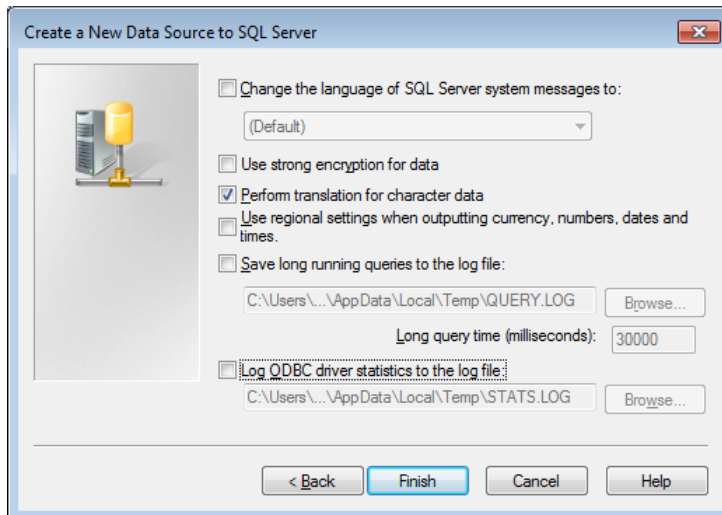 Create a New Data Source to SQL Server
Change the language of SQL Server system messages to:
(Default)
Use strong encryption for data
Perform translation for character data
Use regional settings when outputting currency, numbers, dates and
times.
Save long running queries to the log file:
C:\Users\...\AppData\Local\Temp\QUERY.LOG Browse...
Long query time (milliseconds): 30000
Log ODBC driver statistics to the log file:
C:\Users\...\AppData\Local\Temp\STATS.LOG Browse...
< Back Finish Cancel Help